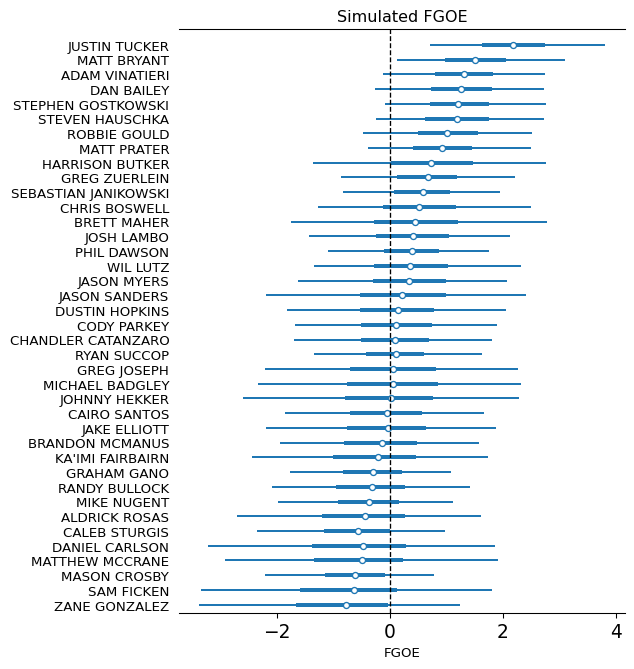 Simulated FGOE
JUSTIN TUCKER
MATT BRYANT
ADAM VINATIERI
DAN BAILEY
STEPHEN GOSTKOWSKI
STEVEN HAUSCHKA
ROBBIE GOULD
MATT PRATER
HARRISON BUTKER
GREG ZUERLEIN
SEBASTIAN JANIKOWSKI
CHRIS BOSWELL
BRETT MAHER
JOSH LAMBO
PHIL DAWSON
WIL LUTZ
JASON MYERS
JASON SANDERS
DUSTIN HOPKINS
CODY PARKEY
CHANDLER CATANZARO
RYAN SUCCOP
GREG JOSEPH
MICHAEL BADGLEY
JOHNNY HEKKER
CAIRO SANTOS
JAKE ELLIOTT
BRANDON MCMANUS
KA'IMI FAIRBAIRN
GRAHAM GANO
RANDY BULLOCK
MIKE NUGENT
ALDRICK ROSAS
CALEB STURGIS
DANIEL CARLSON
MATTHEW MCCRANE
MASON CROSBY
SAM FICKEN
ZANE GONZALEZ
−2 0 2 4
FGOE